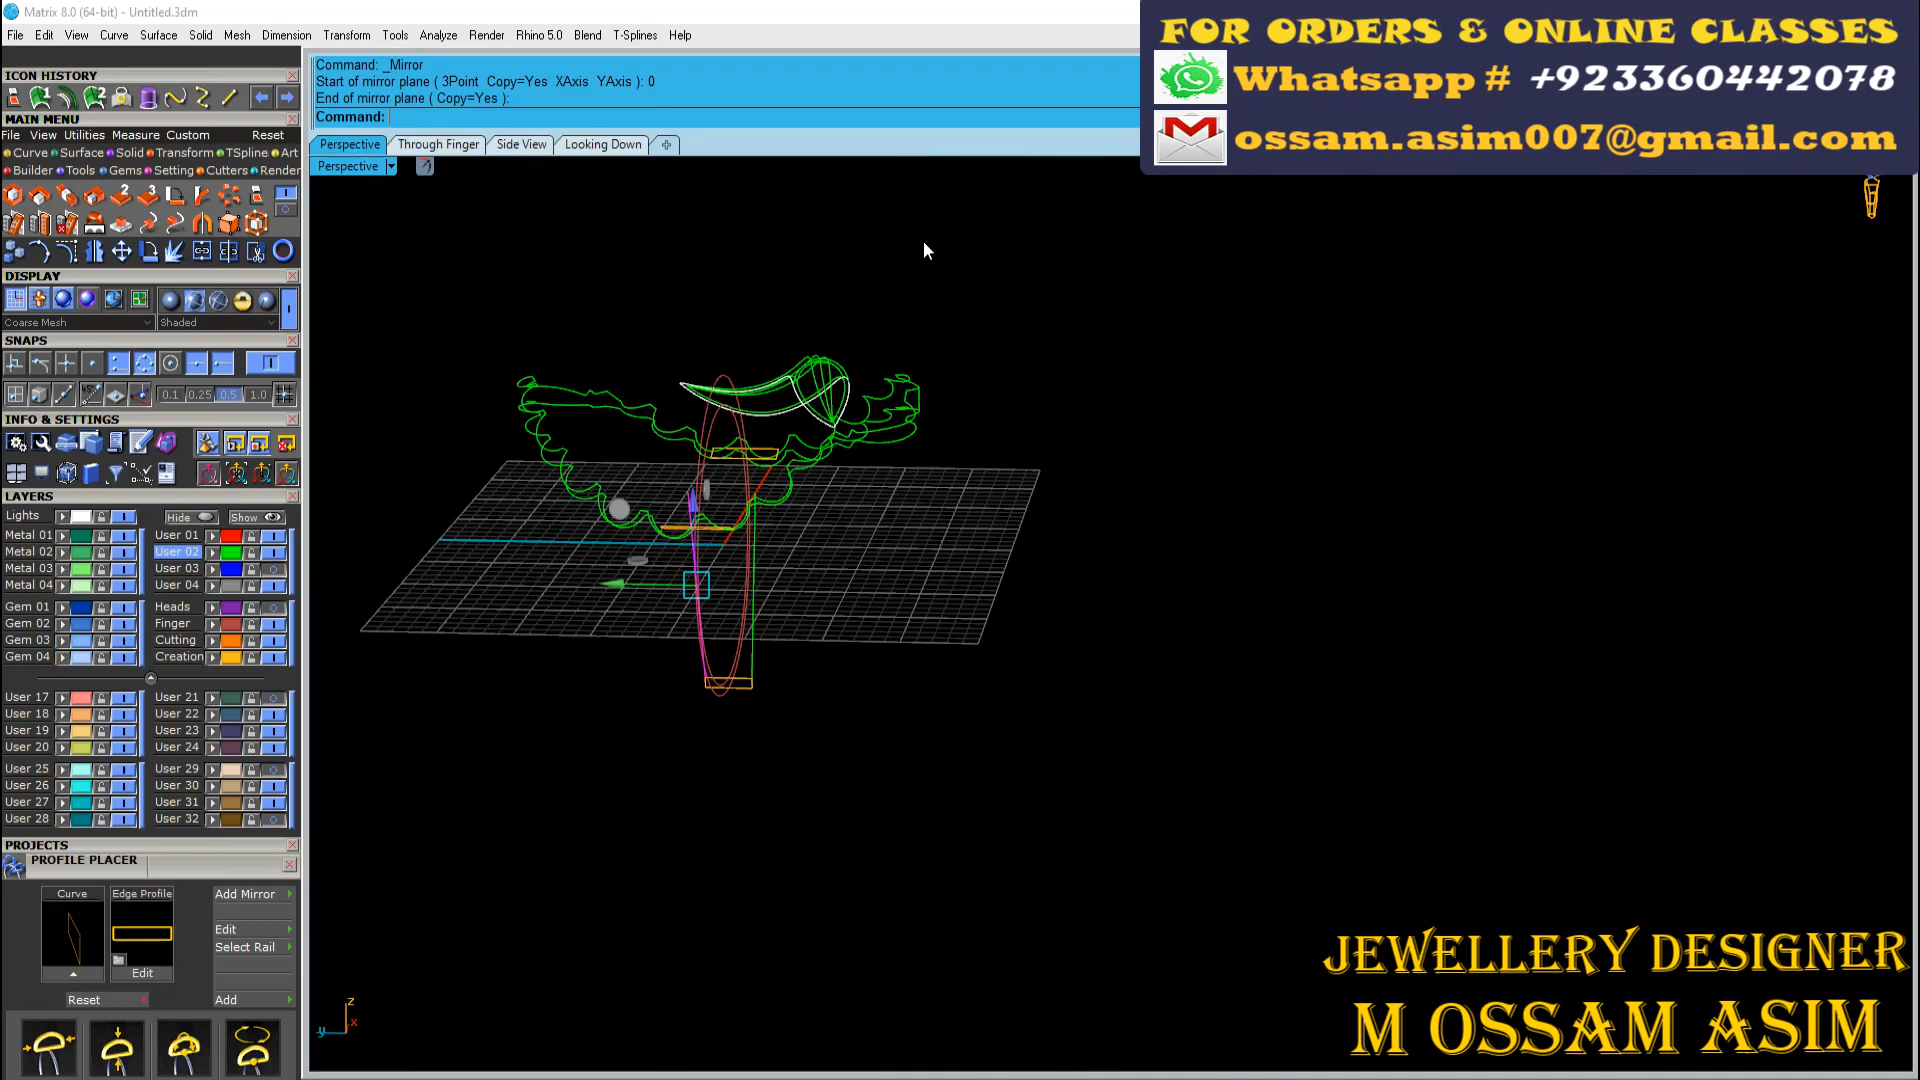 Matrix 8.0 (64-bit) - Untitled.3dm
File Edit View Curve Surface Solid Mesh Dimension Transform Tools Analyze Render Rhino 5.0 Blend T-Splines Help
FOR ORDERS & ONLINE CLASSES
Whatsapp # +923360442078
ossam.asim007@gmail.com
ICON HISTORY
Command: _Mirror
Start of mirror plane ( 3Point Copy=Yes XAxis YAxis ): 0
End of mirror plane ( Copy=Yes ):
Command:
MAIN MENU
File View Utilities Measure Custom Reset
Curve Surface Solid Transform TSpline Art
Builder Tools Gems Setting Cutters Render
Perspective Through Finger Side View Looking Down
Perspective
2 3
DISPLAY
Coarse Mesh Shaded
SNAPS
0.1 0.25 0.5 1.0
INFO & SETTINGS
LAYERS
Lights Hide Show
Metal 01 User 01
Metal 02 User 02
Metal 03 User 03
Metal 04 User 04
Gem 01 Heads
Gem 02 Finger
Gem 03 Cutting
Gem 04 Creation
User 17 User 21
User 18 User 22
User 19 User 23
User 20 User 24
User 25 User 29
User 26 User 30
User 27 User 31
User 28 User 32
PROJECTS
PROFILE PLACER
Curve Edge Profile Add Mirror
Edit
Select Rail
Edit
Reset Add
z
x
y
JEWELLERY DESIGNER
M OSSAM ASIM